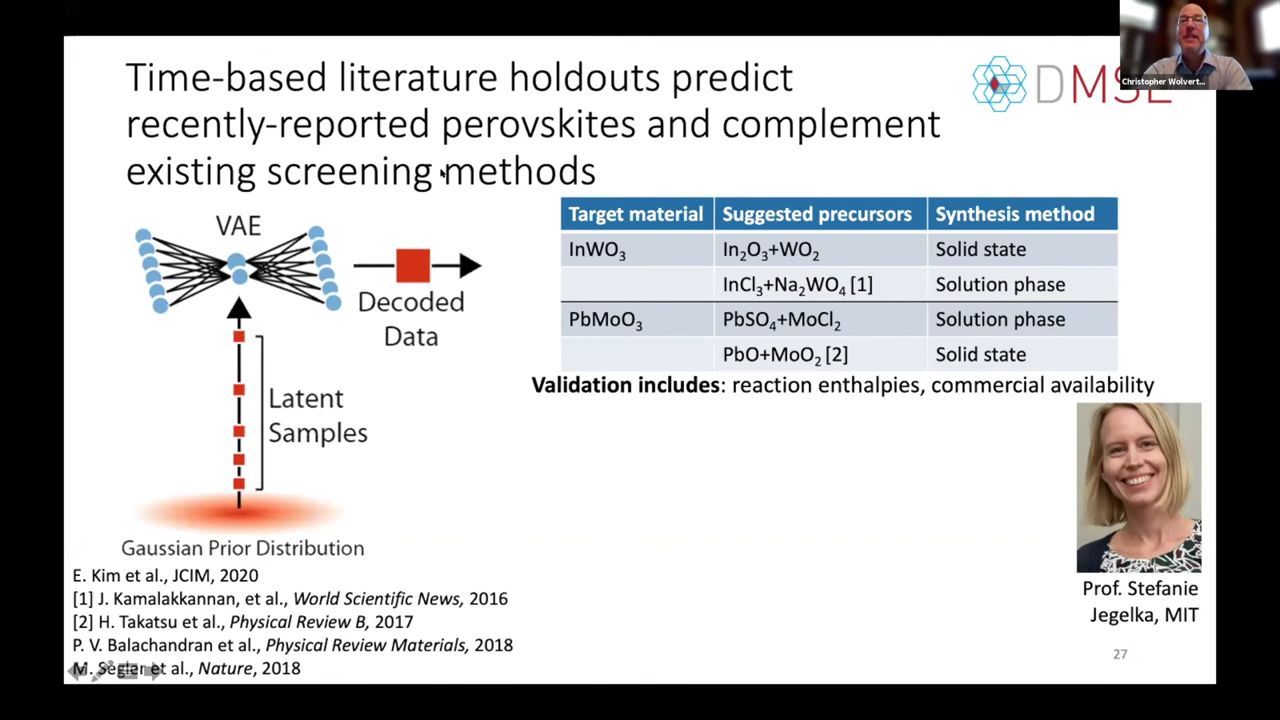 Christopher Wolvert...
DMSE
Time-based literature holdouts predict
recently-reported perovskites and complement
existing screening methods
VAE
Decoded
Data
Latent
Samples
Gaussian Prior Distribution
Target material Suggested precursors Synthesis method
InWO₃ In₂O₃+WO₂ Solid state
InCl₃+Na₂WO₄ [1] Solution phase
PbMoO₃ PbSO₄+MoCl₂ Solution phase
PbO+MoO₂ [2] Solid state
Validation includes: reaction enthalpies, commercial availability
Prof. Stefanie
Jegelka, MIT
E. Kim et al., JCIM, 2020
[1] J. Kamalakkannan, et al., World Scientific News, 2016
[2] H. Takatsu et al., Physical Review B, 2017
P. V. Balachandran et al., Physical Review Materials, 2018
M. Segler et al., Nature, 2018
27